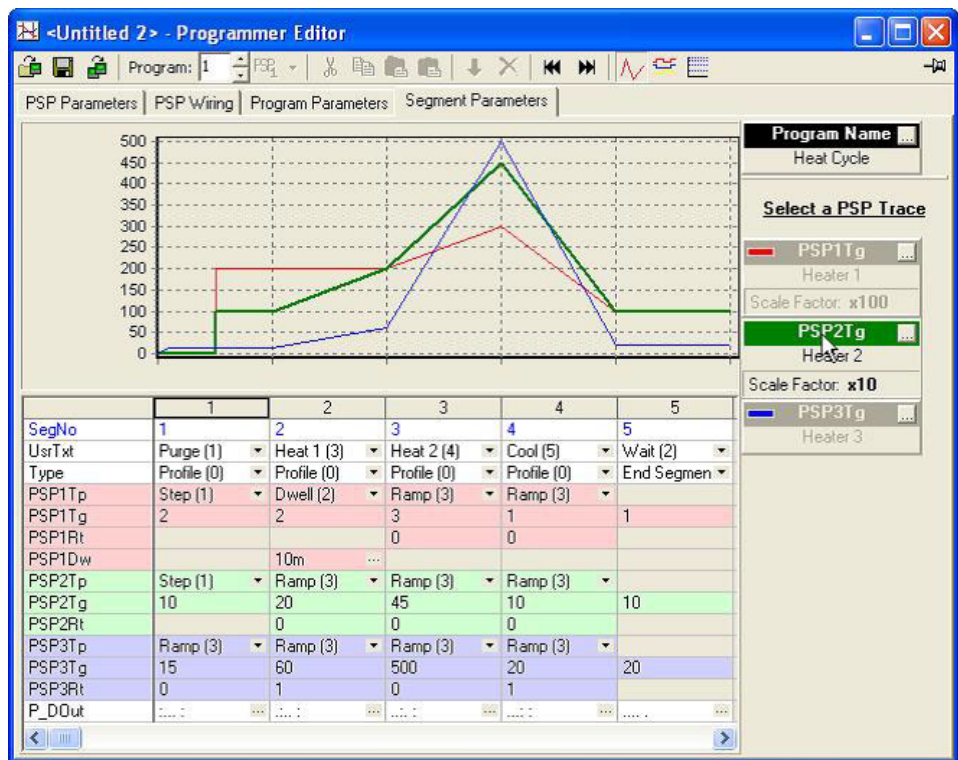 <Untitled 2> - Programmer Editor
Program: 1 PSP1
PSP Parameters PSP Wiring Program Parameters Segment Parameters
500
450
400
350
300
250
200
150
100
50
0
Program Name ...
Heat Cycle
Select a PSP Trace
PSP1Tg ...
Heater 1
Scale Factor: x100
PSP2Tg ...
Heater 2
Scale Factor: x10
PSP3Tg ...
Heater 3
1 2 3 4 5
SegNo 1 2 3 4 5
UsrTxt Purge (1) Heat 1 (3) Heat 2 (4) Cool (5) Wait (2)
Type Profile (0) Profile (0) Profile (0) Profile (0) End Segmen
PSP1Tp Step (1) Dwell (2) Ramp (3) Ramp (3)
PSP1Tg 2 2 3 1 1
PSP1Rt 0 0
PSP1Dw 10m ...
PSP2Tp Step (1) Ramp (3) Ramp (3) Ramp (3)
PSP2Tg 10 20 45 10 10
PSP2Rt 0 0 0
PSP3Tp Ramp (3) Ramp (3) Ramp (3) Ramp (3)
PSP3Tg 15 60 500 20 20
PSP3Rt 0 1 0 1
P_DOut ... ... ... ... ...